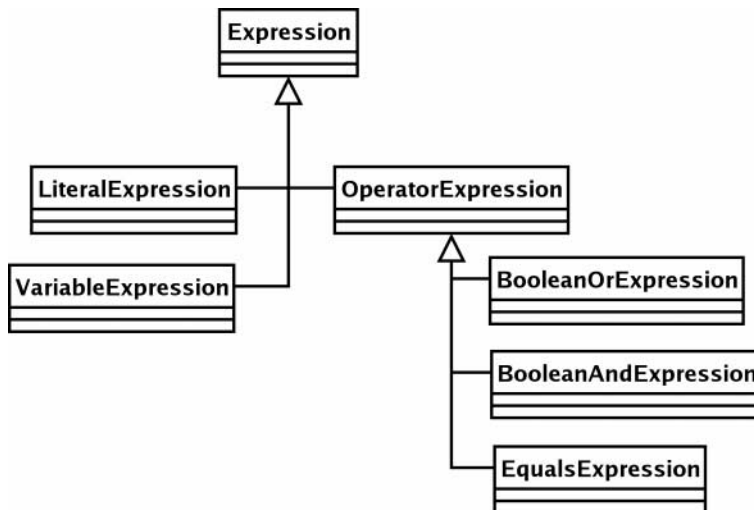 Expression
LiteralExpression
OperatorExpression
VariableExpression
BooleanOrExpression
BooleanAndExpression
EqualsExpression